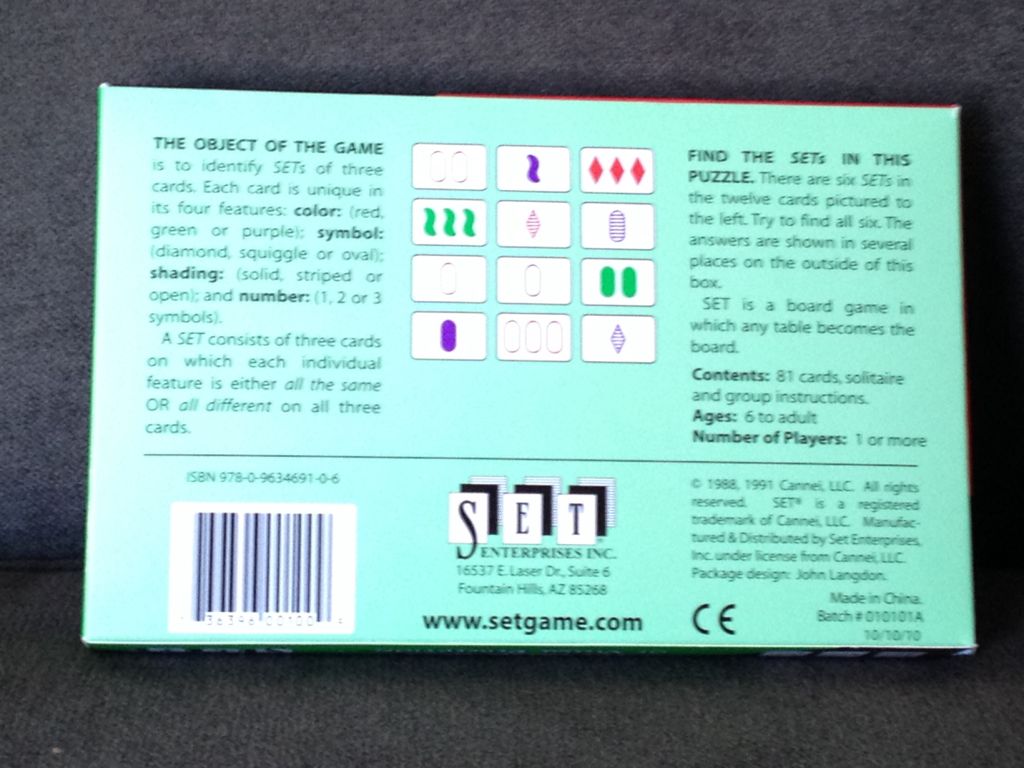 THE OBJECT OF THE GAME
is to identify SETs of three
cards. Each card is unique in
its four features: color: (red,
green or purple); symbol:
(diamond, squiggle or oval);
shading: (solid, striped or
open); and number: (1, 2 or 3
symbols).
A SET consists of three cards
on which each individual
feature is either all the same
OR all different on all three
cards.
FIND THE SETs IN THIS
PUZZLE. There are six SETs in
the twelve cards pictured to
the left. Try to find all six. The
answers are shown in several
places on the outside of this
box.
SET is a board game in
which any table becomes the
board.
Contents: 81 cards, solitaire
and group instructions.
Ages: 6 to adult
Number of Players: 1 or more
ISBN 978-0-9634691-0-6
36346 00100
SET
ENTERPRISES INC.
16537 E. Laser Dr., Suite 6
Fountain Hills, AZ 85268
www.setgame.com
© 1988, 1991 Cannei, LLC. All rights
reserved. SET® is a registered
trademark of Cannei, LLC. Manufac-
tured & Distributed by Set Enterprises,
Inc. under license from Cannei, LLC.
Package design: John Langdon.
CE
Made in China.
Batch # 010101A
10/10/10